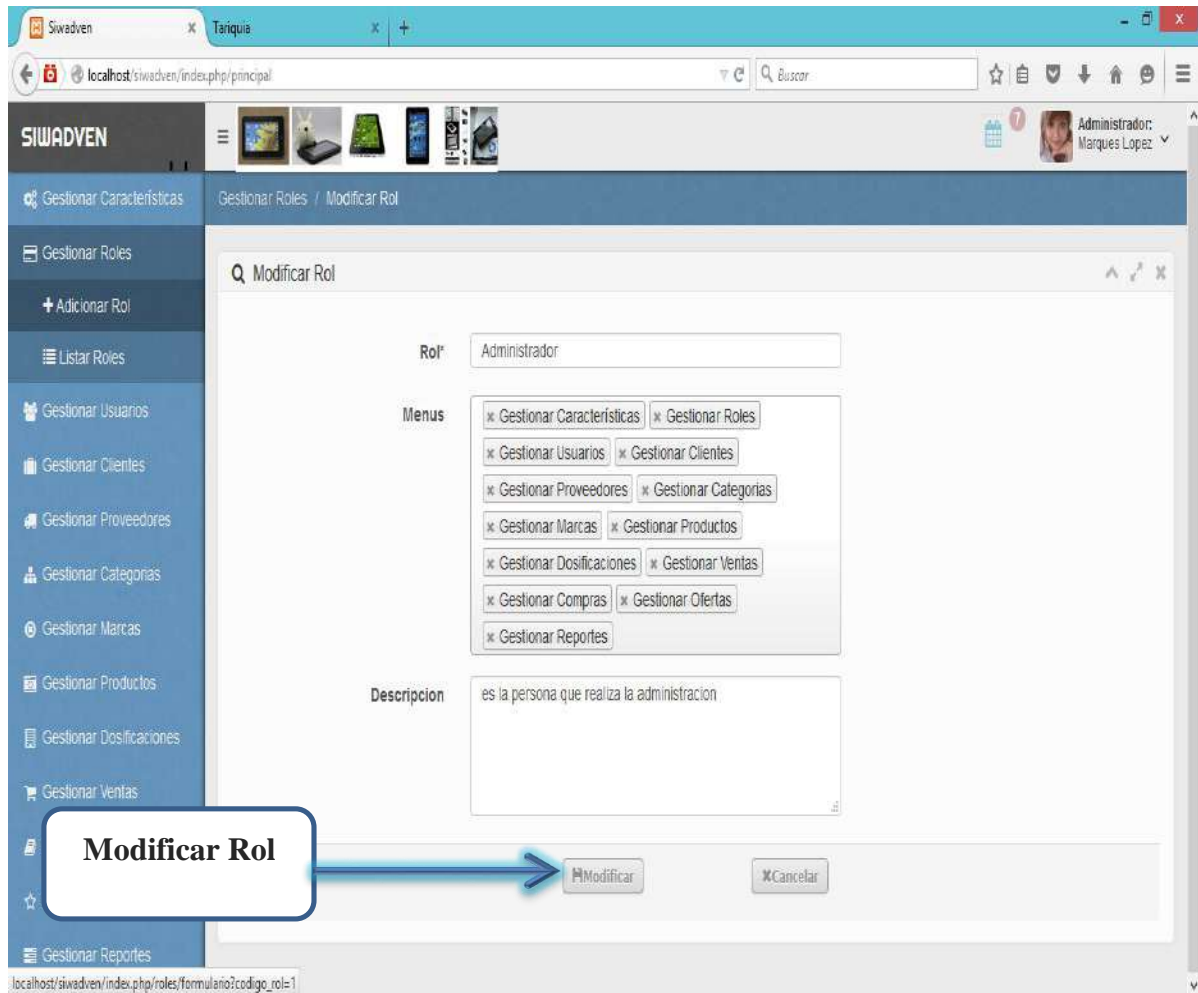 Siwadven
Tariquia
localhost/siwadven/index.php/principal
Buscar
SIWADVEN
7
Administrador:
Marques Lopez
Gestionar Características
Gestionar Roles / Modificar Rol
Gestionar Roles
Adicionar Rol
Listar Roles
Gestionar Usuarios
Gestionar Clientes
Gestionar Proveedores
Gestionar Categorias
Gestionar Marcas
Gestionar Productos
Gestionar Dosificaciones
Gestionar Ventas
Gestionar Reportes
Modificar Rol
Rol*
Administrador
Menus
Gestionar Características
Gestionar Roles
Gestionar Usuarios
Gestionar Clientes
Gestionar Proveedores
Gestionar Categorias
Gestionar Marcas
Gestionar Productos
Gestionar Dosificaciones
Gestionar Ventas
Gestionar Compras
Gestionar Ofertas
Gestionar Reportes
Descripcion
es la persona que realiza la administracion
Modificar Rol
Modificar
Cancelar
localhost/siwadven/index.php/roles/formulario?codigo_rol=1